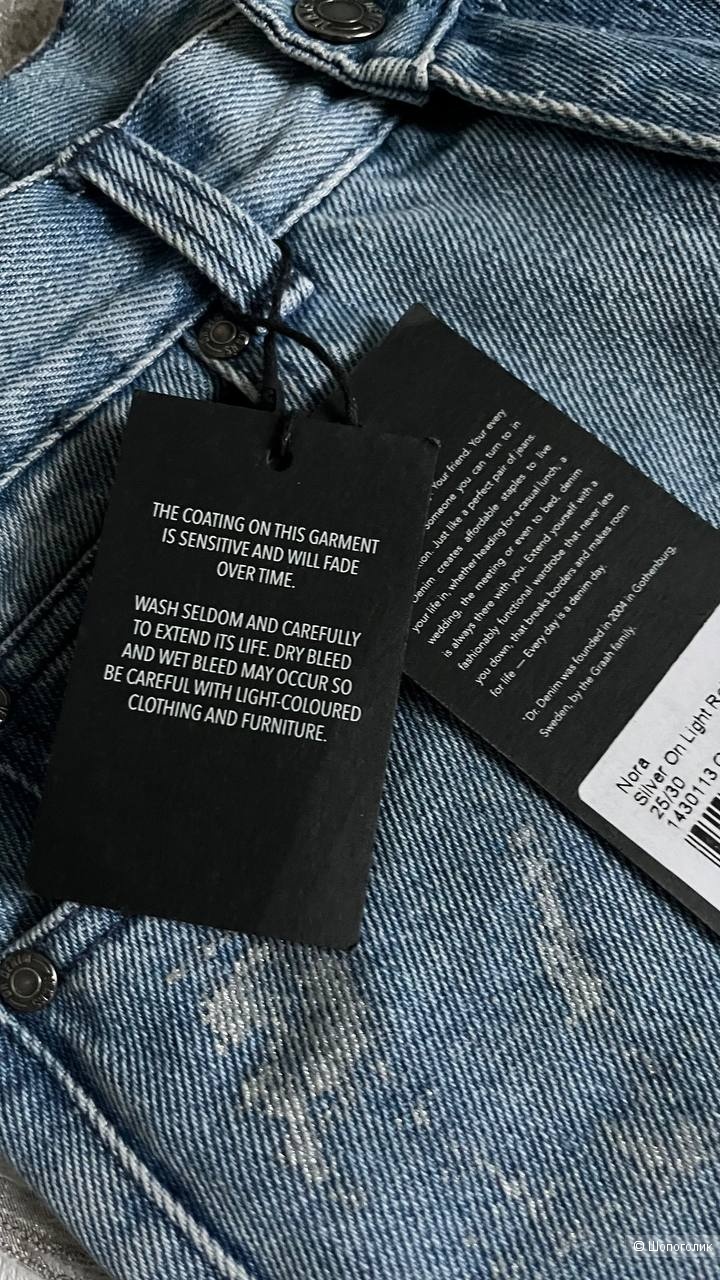 THE COATING ON THIS GARMENT
IS SENSITIVE AND WILL FADE
OVER TIME.
WASH SELDOM AND CAREFULLY
TO EXTEND ITS LIFE. DRY BLEED
AND WET BLEED MAY OCCUR SO
BE CAREFUL WITH LIGHT-COLOURED
CLOTHING AND FURNITURE.
Your friend. Your every
someone you can turn to in
Just like a perfect pair of jeans.
Denim creates affordable staples to live
your life in, whether heading for a casual lunch, a
wedding, the meeting or even to bed, denim
is always there with you. Extend yourself with a
fashionably functional wardrobe that never lets
you down, that breaks borders and makes room
for life — Every day is a denim day.
Dr. Denim was founded in 2004 in Gothenburg,
Sweden, by the Graah family.
Nora
Silver On Light
25/30
1430113
© Шопоголик